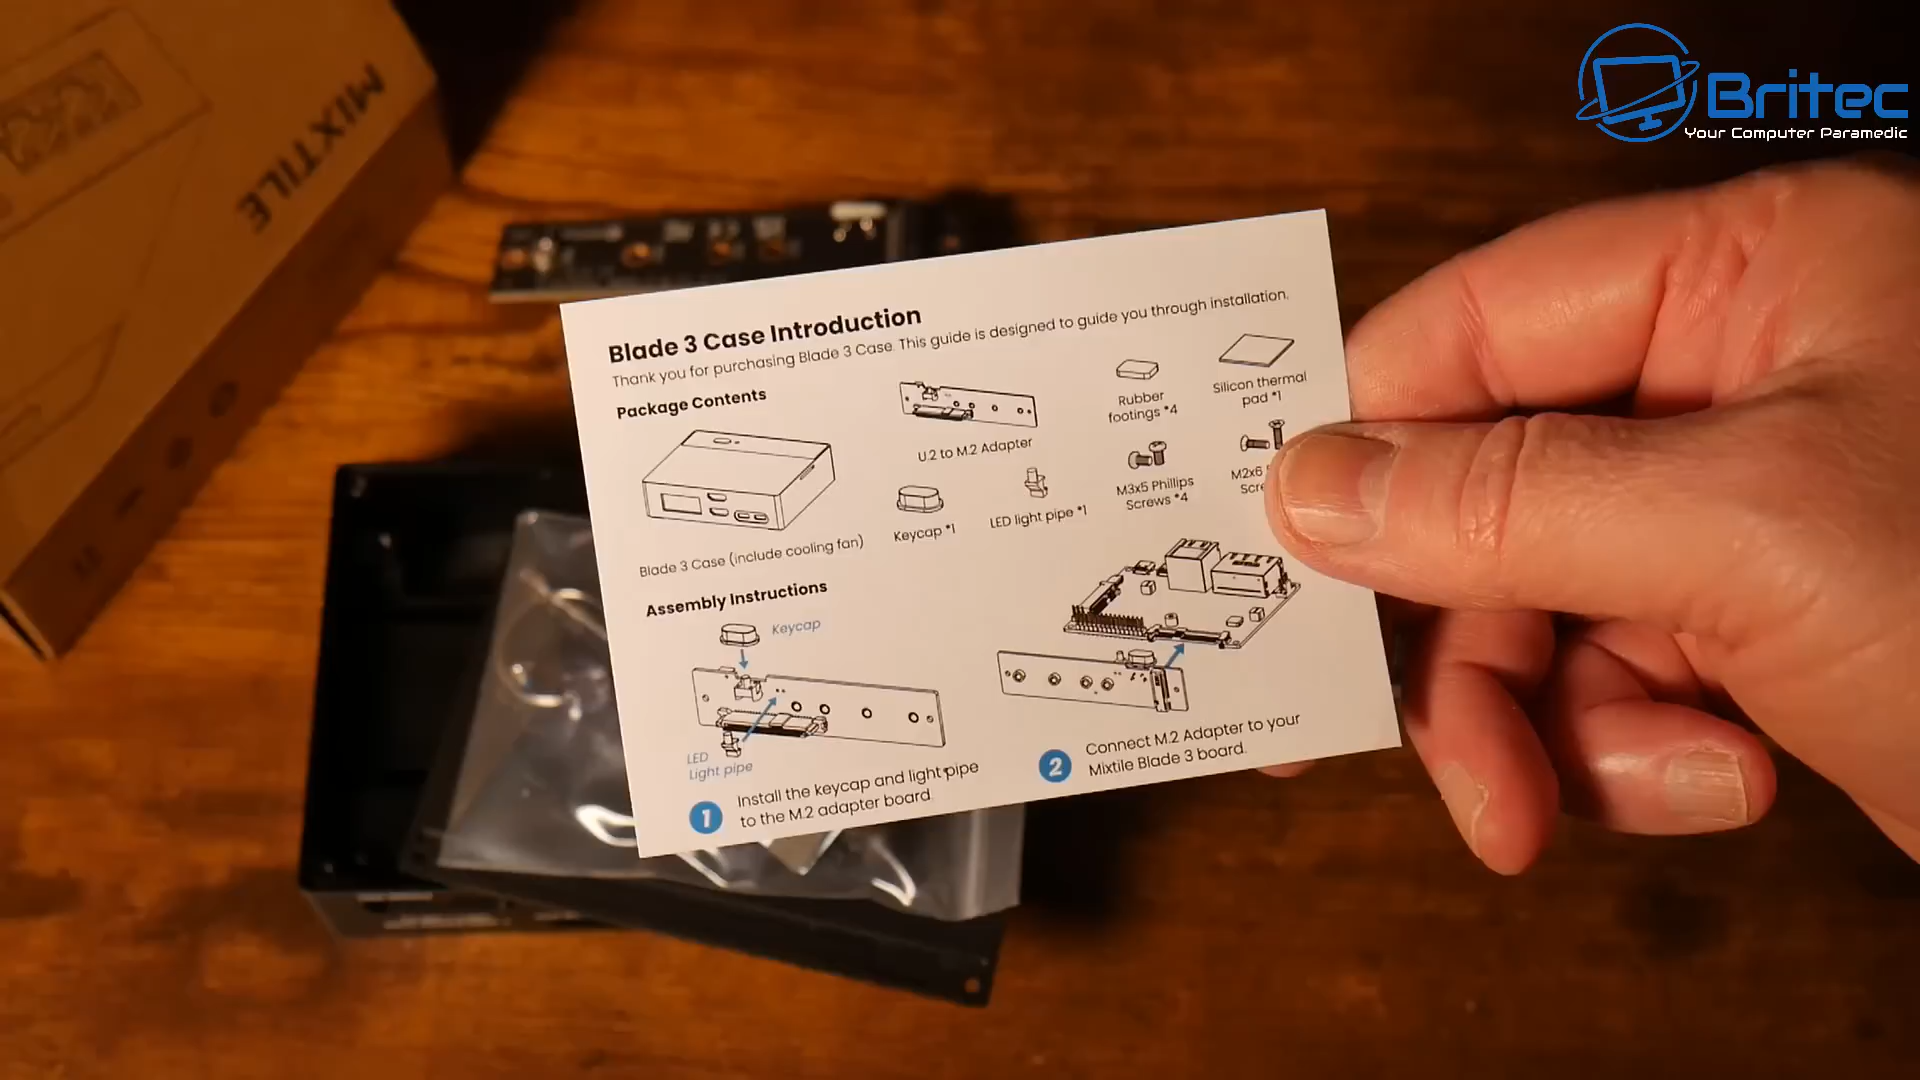 MIXTILE
Britec
Your Computer Paramedic
Blade 3 Case Introduction
Thank you for purchasing Blade 3 Case. This guide is designed to guide you through installation.
Package Contents
Blade 3 Case (include cooling fan)
U.2 to M.2 Adapter
Rubber
footings *4
Silicon thermal
pad *1
Keycap *1
LED light pipe *1
M3x5 Phillips
Screws *4
M2x6
Assembly Instructions
Keycap
LED
Light pipe
1 Install the keycap and light pipe
to the M.2 adapter board.
2 Connect M.2 Adapter to your
Mixtile Blade 3 board.